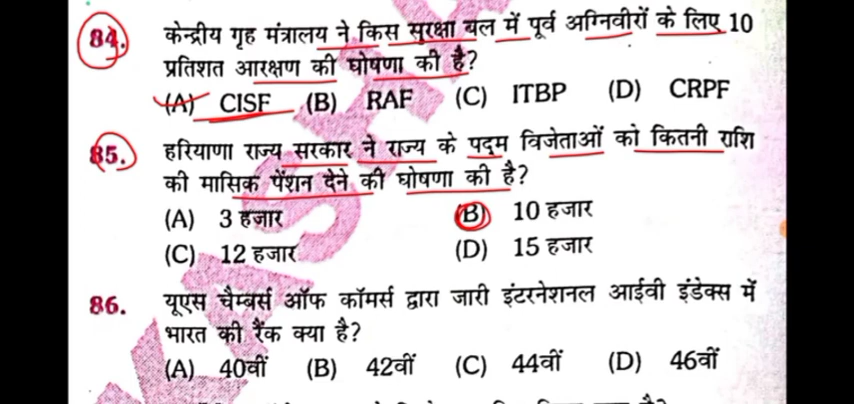 84. केन्द्रीय गृह मंत्रालय ने किस सुरक्षा बल में पूर्व अग्निवीरों के लिए 10
प्रतिशत आरक्षण की घोषणा की है?
(A) CISF (B) RAF (C) ITBP (D) CRPF
85. हरियाणा राज्य सरकार ने राज्य के पद्म विजेताओं को कितनी राशि
की मासिक पेंशन देने की घोषणा की है?
(A) 3 हजार (B) 10 हजार
(C) 12 हजार (D) 15 हजार
86. यूएस चैम्बर्स ऑफ कॉमर्स द्वारा जारी इंटरनेशनल आईवी इंडेक्स में
भारत की रैंक क्या है?
(A) 40वीं (B) 42वीं (C) 44वीं (D) 46वीं